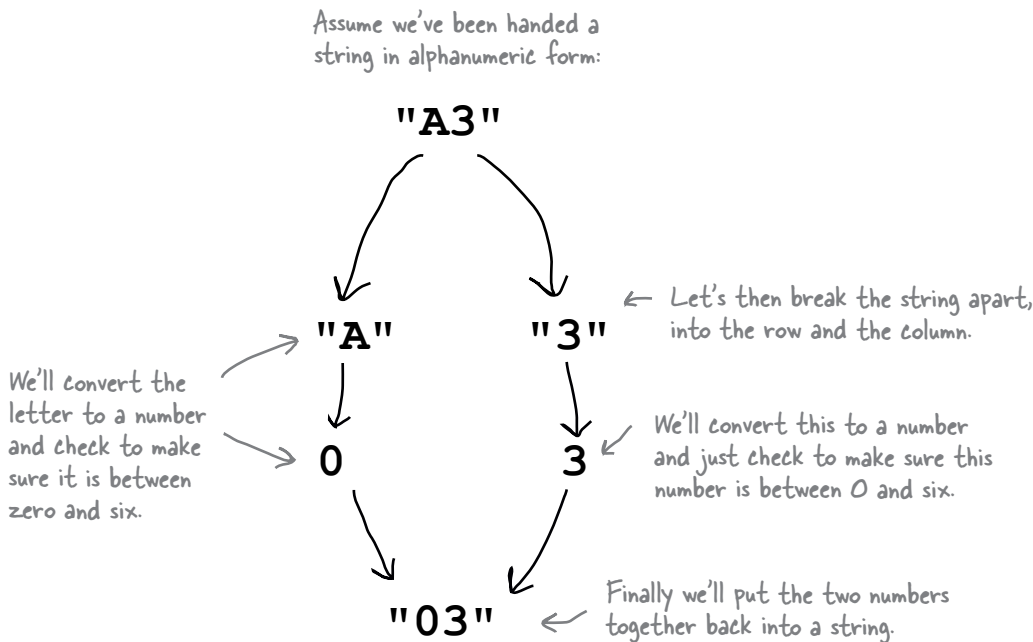 Assume we've been handed a
string in alphanumeric form:
"A3"
"A"
"3"
Let's then break the string apart,
into the row and the column.
We'll convert the
letter to a number
and check to make
sure it is between
zero and six.
0
3
We'll convert this to a number
and just check to make sure this
number is between 0 and six.
"03"
Finally we'll put the two numbers
together back into a string.